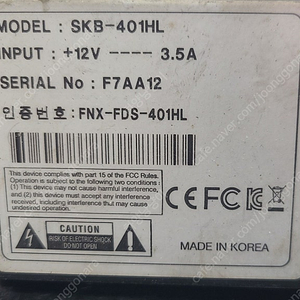 MODEL : SKB-401HL
INPUT : +12V ---- 3.5A
SERIAL No : F7AA12
인증번호 : FNX-FDS-401HL
This device complies with part 15 of the FCC Rules.
Operation is subject to the following two conditions :
(1) This device may not cause harmful interference,
and (2) this device must accept any interference
received, including interference that may cause
undesired operation.
CE FC
CAUTION
RISK OF ELECTRIC SHOCK
DO NOT OPEN
MADE IN KOREA